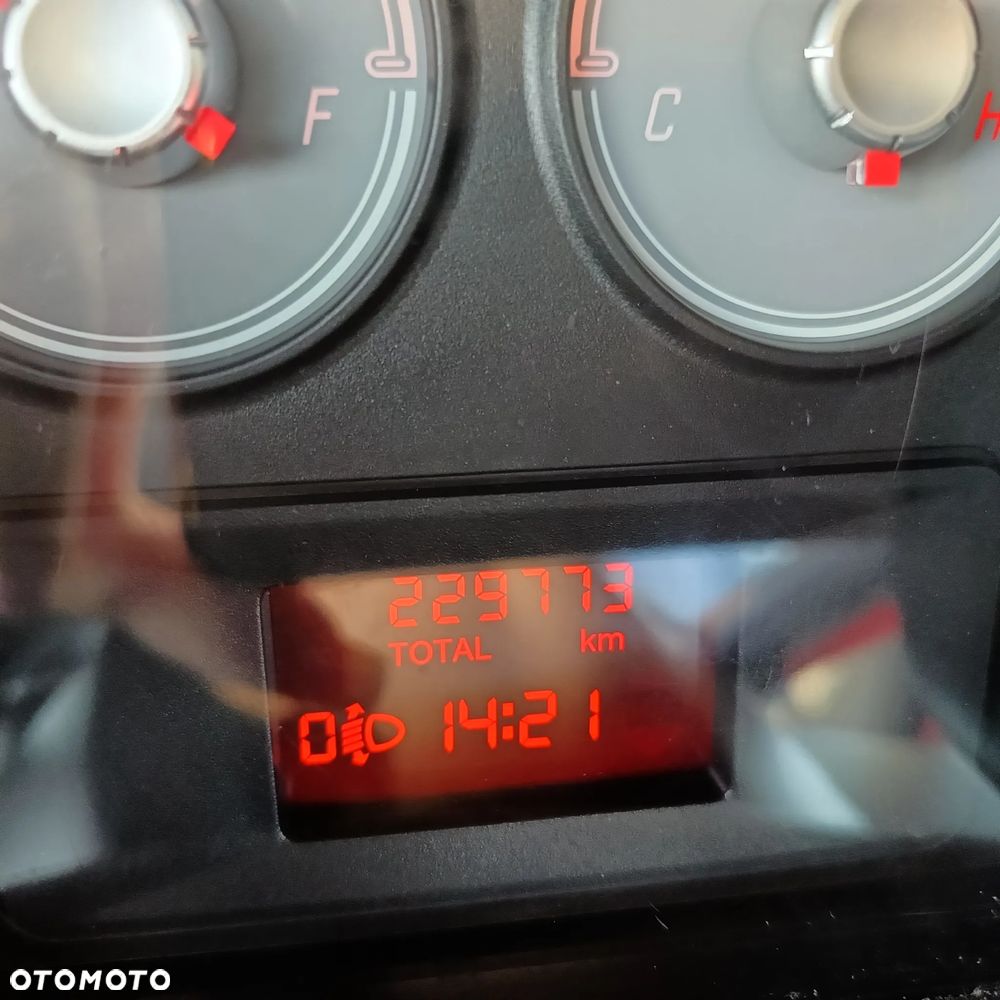 F C H
229773
TOTAL km
0 14:21
OTOMOTO